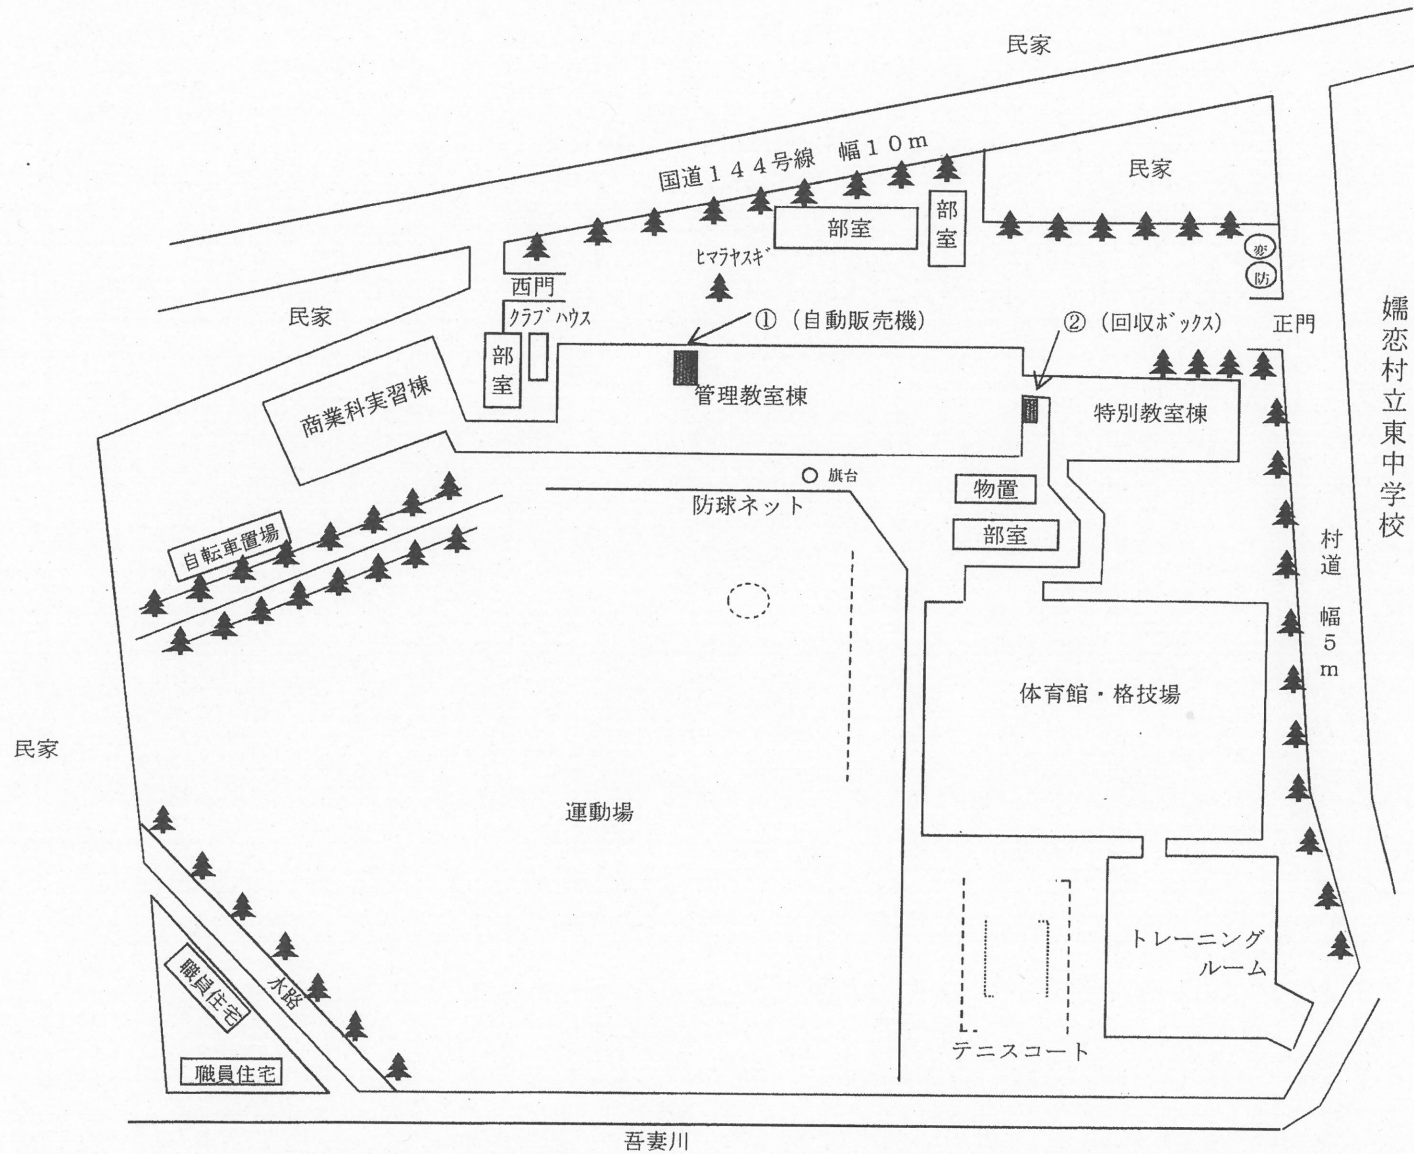 民家
国道１４４号線　幅１０ｍ
民家
部室
部室
ﾋﾏﾗﾔｽｷﾞ
変
防
西門
ｸﾗﾌﾞﾊｳｽ
①（自動販売機）
②（回収ﾎﾞｯｸｽ）
正門
民家
部室
商業科実習棟
管理教室棟
特別教室棟
嬬恋村立東中学校
旗台
物置
防球ネット
部室
自転車置場
村道　幅５ｍ
体育館・格技場
民家
運動場
トレーニング
ルーム
職員住宅
水路
テニスコート
職員住宅
吾妻川